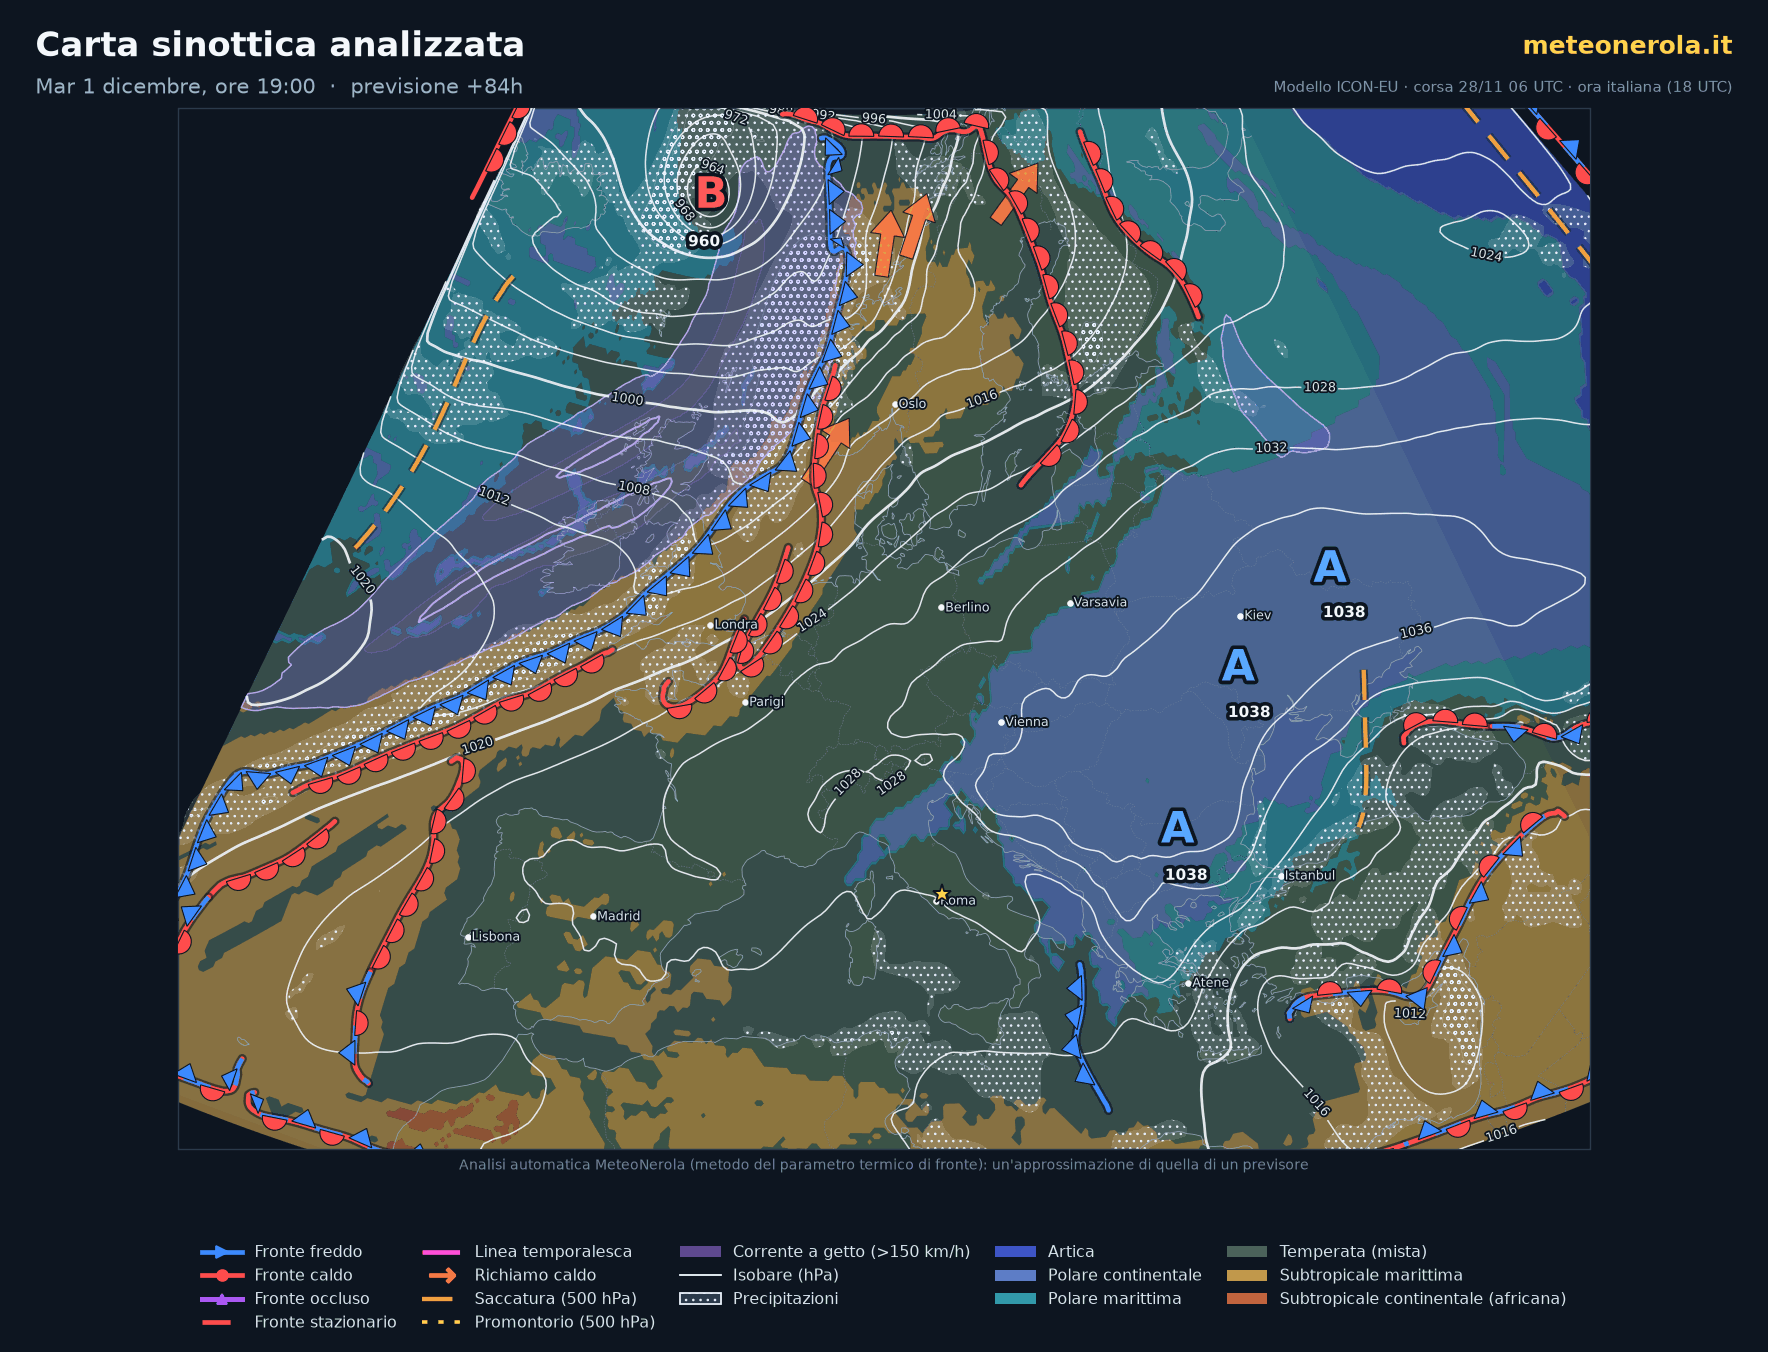 Carta sinottica analizzata
meteonerola.it
Mar 1 dicembre, ore 19:00 · previsione +84h
Modello ICON-EU · corsa 28/11 06 UTC · ora italiana (18 UTC)
972
992
996
1004
964
B
968
960
1024
1000
Oslo
1016
1028
1032
1012
1008
1020
A
1038
Berlino
Varsavia
Kiev
Londra
1024
1036
A
1038
Parigi
Vienna
1020
1028
1028
A
1038
Istanbul
Roma
Madrid
Lisbona
Atene
1012
1016
1016
Analisi automatica MeteoNerola (metodo del parametro termico di fronte): un'approssimazione di quella di un previsore
Fronte freddo
Linea temporalesca
Corrente a getto (>150 km/h)
Artica
Temperata (mista)
Fronte caldo
Richiamo caldo
Isobare (hPa)
Polare continentale
Subtropicale marittima
Fronte occluso
Saccatura (500 hPa)
Precipitazioni
Polare marittima
Subtropicale continentale (africana)
Fronte stazionario
Promontorio (500 hPa)